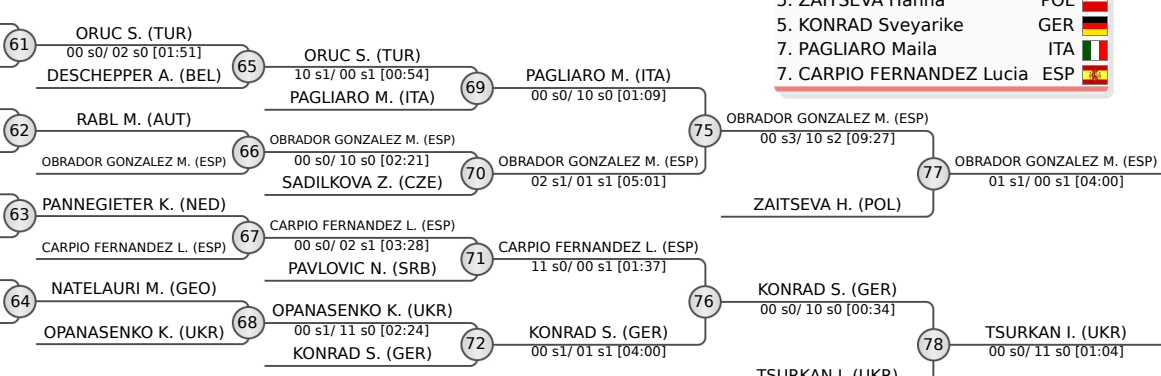 5. ZAITSEVA Hanna POL
5. KONRAD Sveyarike GER
7. PAGLIARO Maila ITA
7. CARPIO FERNANDEZ Lucia ESP
61
ORUC S. (TUR)
00 s0/ 02 s0 [01:51]
DESCHEPPER A. (BEL)
62
RABL M. (AUT)
OBRADOR GONZALEZ M. (ESP)
63
PANNEGIETER K. (NED)
CARPIO FERNANDEZ L. (ESP)
64
NATELAURI M. (GEO)
OPANASENKO K. (UKR)
65
ORUC S. (TUR)
10 s1/ 00 s1 [00:54]
PAGLIARO M. (ITA)
66
OBRADOR GONZALEZ M. (ESP)
00 s0/ 10 s0 [02:21]
SADILKOVA Z. (CZE)
67
CARPIO FERNANDEZ L. (ESP)
00 s0/ 02 s1 [03:28]
PAVLOVIC N. (SRB)
68
OPANASENKO K. (UKR)
00 s1/ 11 s0 [02:24]
KONRAD S. (GER)
69
PAGLIARO M. (ITA)
00 s0/ 10 s0 [01:09]
70
OBRADOR GONZALEZ M. (ESP)
02 s1/ 01 s1 [05:01]
71
CARPIO FERNANDEZ L. (ESP)
11 s0/ 00 s1 [01:37]
72
KONRAD S. (GER)
00 s1/ 01 s1 [04:00]
75
OBRADOR GONZALEZ M. (ESP)
00 s3/ 10 s2 [09:27]
ZAITSEVA H. (POL)
76
KONRAD S. (GER)
00 s0/ 10 s0 [00:34]
TSURKAN I. (UKR)
77
OBRADOR GONZALEZ M. (ESP)
01 s1/ 00 s1 [04:00]
78
TSURKAN I. (UKR)
00 s0/ 11 s0 [01:04]